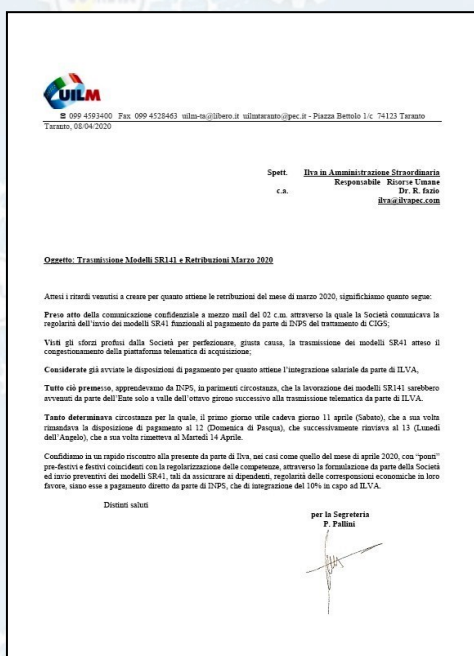 UILM
☎ 099 4593400 Fax 099 4528463 uilm-ta@libero.it uilmtaranto@pec.it - Piazza Bettolo 1/c 74123 Taranto
Taranto, 08/04/2020
Spett. Ilva in Amministrazione Straordinaria
Responsabile Risorse Umane
c.a. Dr. R. fazio
ilva@ilvapec.com
Oggetto: Trasmissione Modelli SR141 e Retribuzioni Marzo 2020
Attesi i ritardi venutisi a creare per quanto attiene le retribuzioni del mese di marzo 2020, significhiamo quanto segue:
Preso atto della comunicazione confidenziale a mezzo mail del 02 c.m. attraverso la quale la Società comunicava la
regolarità dell'invio dei modelli SR41 funzionali al pagamento da parte di INPS del trattamento di CIGS;
Visti gli sforzi profusi dalla Società per perfezionare, giusta causa, la trasmissione dei modelli SR41 atteso il
congestionamento della piattaforma telematica di acquisizione;
Considerate già avviate le disposizioni di pagamento per quanto attiene l'integrazione salariale da parte di ILVA,
Tutto ciò premesso, apprendevamo da INPS, in parimenti circostanza, che la lavorazione dei modelli SR41 sarebbero
avvenuti da parte dell'Ente solo a valle dell'ottavo girono successivo alla trasmissione telematica da parte di ILVA.
Tanto determinava circostanza per la quale, il primo giorno utile cadeva girono 11 aprile (Sabato), che a sua volta
rimandava la disposizione di pagamento al 12 (Domenica di Pasqua), che successivamente rinviava al 13 (Lunedì
dell'Angelo), che a sua volta rimetteva al Martedì 14 Aprile.
Confidiamo in un rapido riscontro alla presente da parte di Ilva, nei casi come quello del mese di aprile 2020, con "ponti"
pre-festivi e festivi coincidenti con la regolarizzazione delle competenze, attraverso la formulazione da parte della Società
ed invio preventivi dei modelli SR41, tali da assicurare ai dipendenti, regolarità delle corresponsioni economiche in loro
favore, siano esse a pagamento diretto da parte di INPS, che di integrazione del 10% in capo ad ILVA.
Distinti saluti
per la Segreteria
P. Pallini